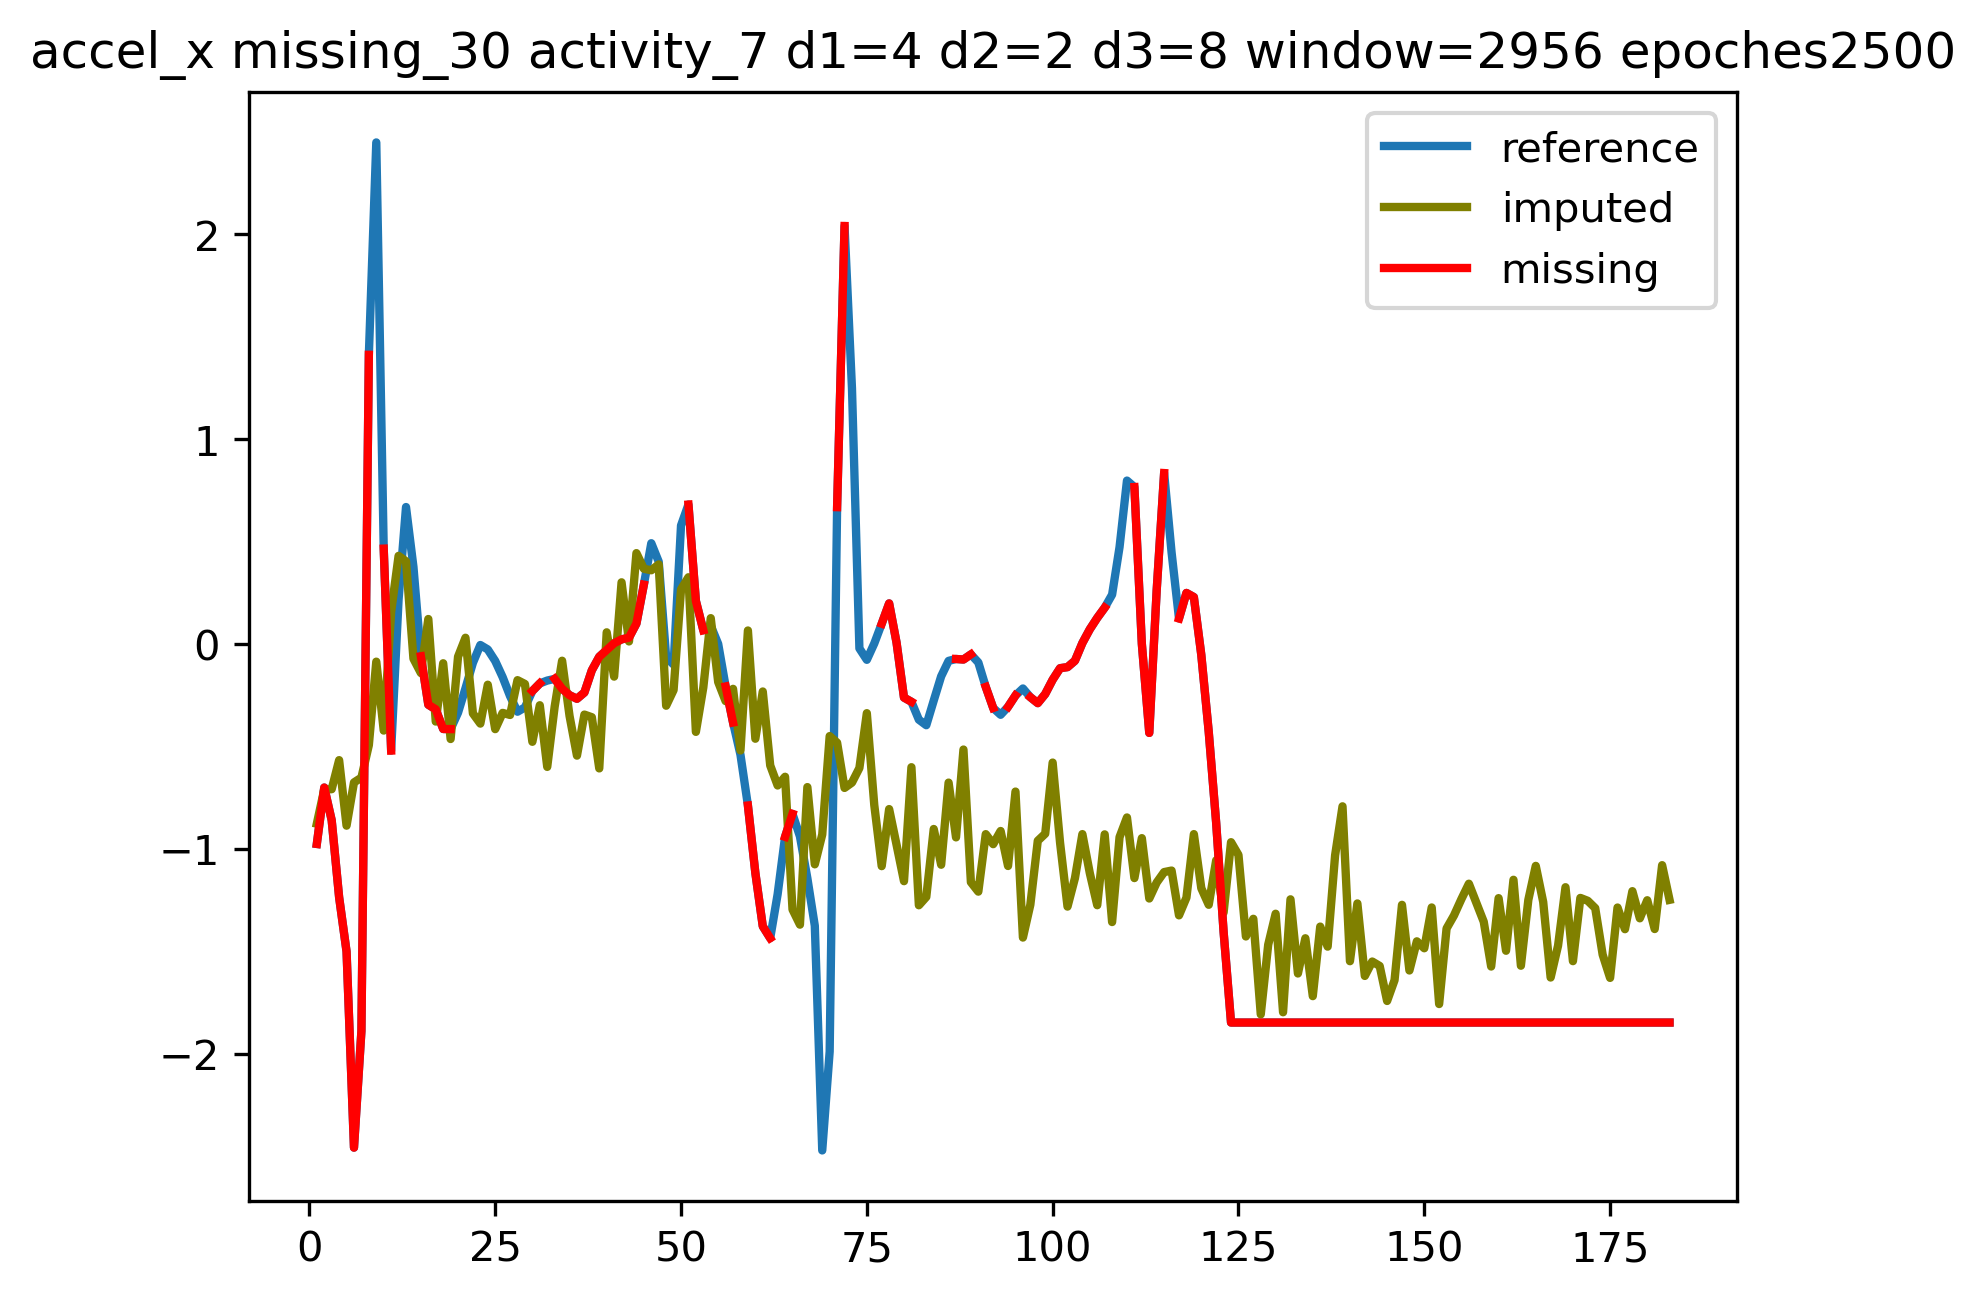 accel_x missing_30 activity_7 d1=4 d2=2 d3=8 window=2956 epoches2500
reference
imputed
missing
2
1
0
−1
−2
0 25 50 75 100 125 150 175